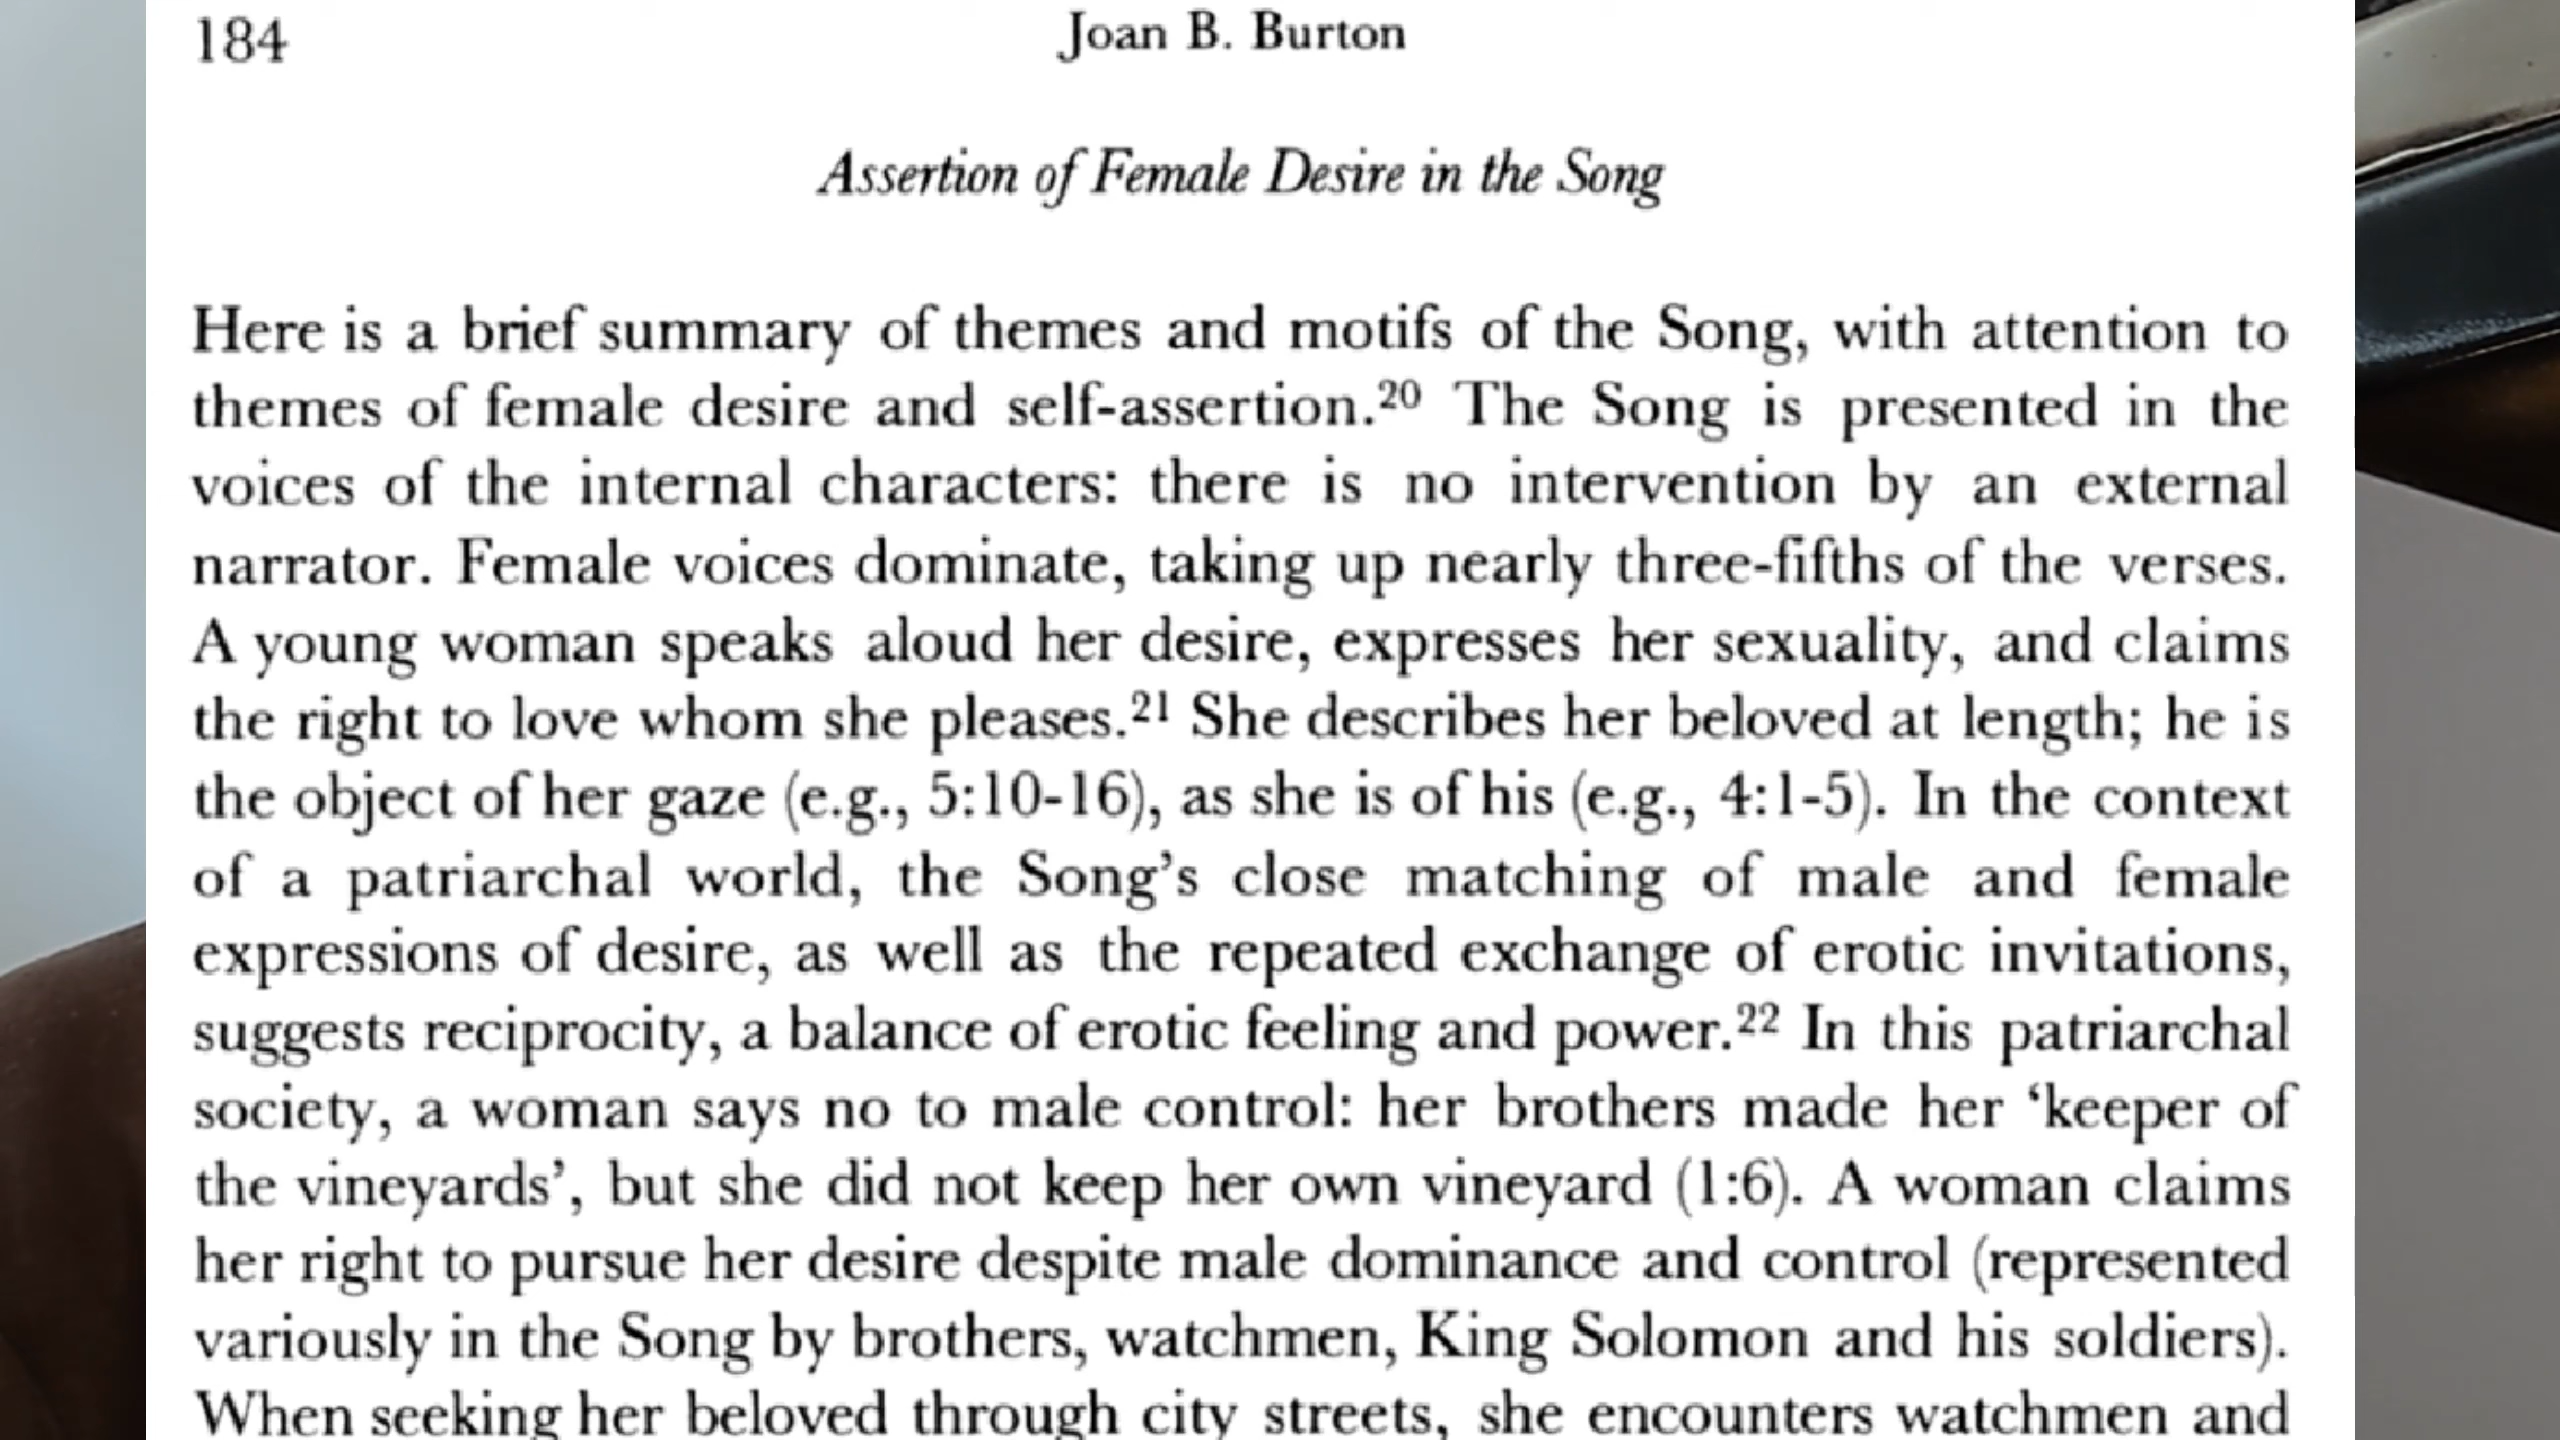 184
Joan B. Burton
Assertion of Female Desire in the Song
Here is a brief summary of themes and motifs of the Song, with attention to
themes of female desire and self-assertion.²⁰ The Song is presented in the
voices of the internal characters: there is no intervention by an external
narrator. Female voices dominate, taking up nearly three-fifths of the verses.
A young woman speaks aloud her desire, expresses her sexuality, and claims
the right to love whom she pleases.²¹ She describes her beloved at length; he is
the object of her gaze (e.g., 5:10-16), as she is of his (e.g., 4:1-5). In the context
of a patriarchal world, the Song’s close matching of male and female
expressions of desire, as well as the repeated exchange of erotic invitations,
suggests reciprocity, a balance of erotic feeling and power.²² In this patriarchal
society, a woman says no to male control: her brothers made her ‘keeper of
the vineyards’, but she did not keep her own vineyard (1:6). A woman claims
her right to pursue her desire despite male dominance and control (represented
variously in the Song by brothers, watchmen, King Solomon and his soldiers).
When seeking her beloved through city streets, she encounters watchmen and